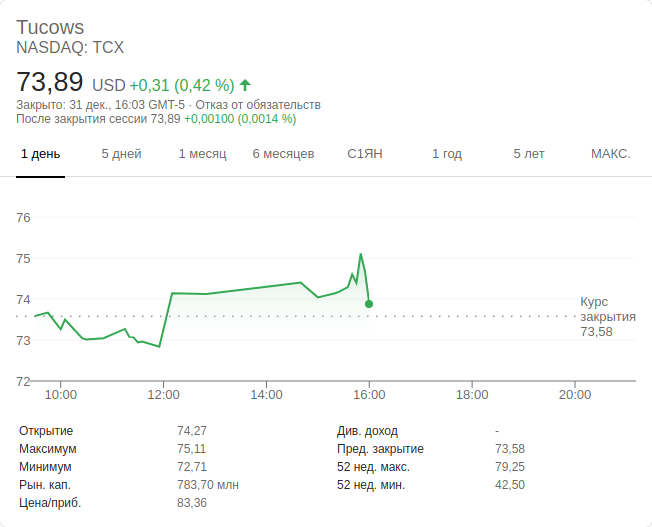 Tucows
NASDAQ: TCX
73,89 USD +0,31 (0,42 %)
Закрыто: 31 дек., 16:03 GMT-5 · Отказ от обязательств
После закрытия сессии 73,89 +0,00100 (0,0014 %)
1 день 5 дней 1 месяц 6 месяцев С1ЯН 1 год 5 лет МАКС.
76
75
74
Курс
закрытия
73,58
73
72
10:00 12:00 14:00 16:00 18:00 20:00
Открытие 74,27 Див. доход -
Максимум 75,11 Пред. закрытие 73,58
Минимум 72,71 52 нед. макс. 79,25
Рын. кап. 783,70 млн 52 нед. мин. 42,50
Цена/приб. 83,36